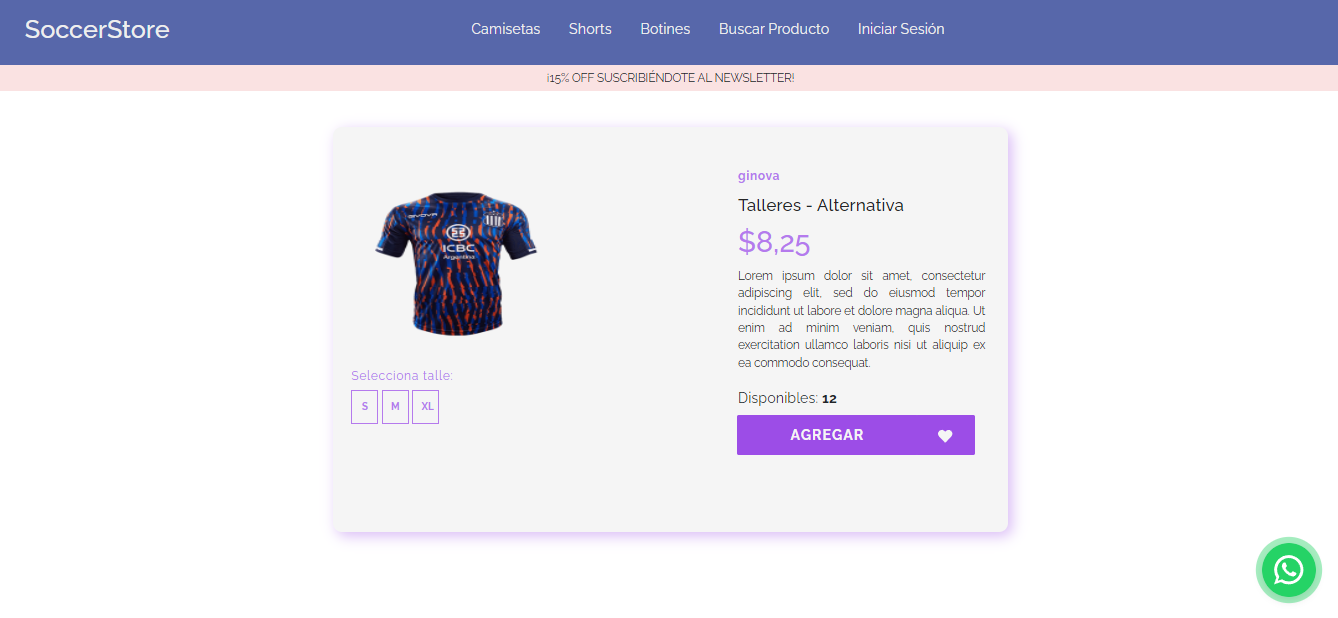 SoccerStore
Camisetas Shorts Botines Buscar Producto Iniciar Sesión
¡15% OFF SUSCRIBIÉNDOTE AL NEWSLETTER!
GIVOVA
ICBC
Argentina
Selecciona talle:
S M XL
ginova
Talleres - Alternativa
$8,25
Lorem ipsum dolor sit amet, consectetur
adipiscing elit, sed do eiusmod tempor
incididunt ut labore et dolore magna aliqua. Ut
enim ad minim veniam, quis nostrud
exercitation ullamco laboris nisi ut aliquip ex
ea commodo consequat.
Disponibles: 12
AGREGAR